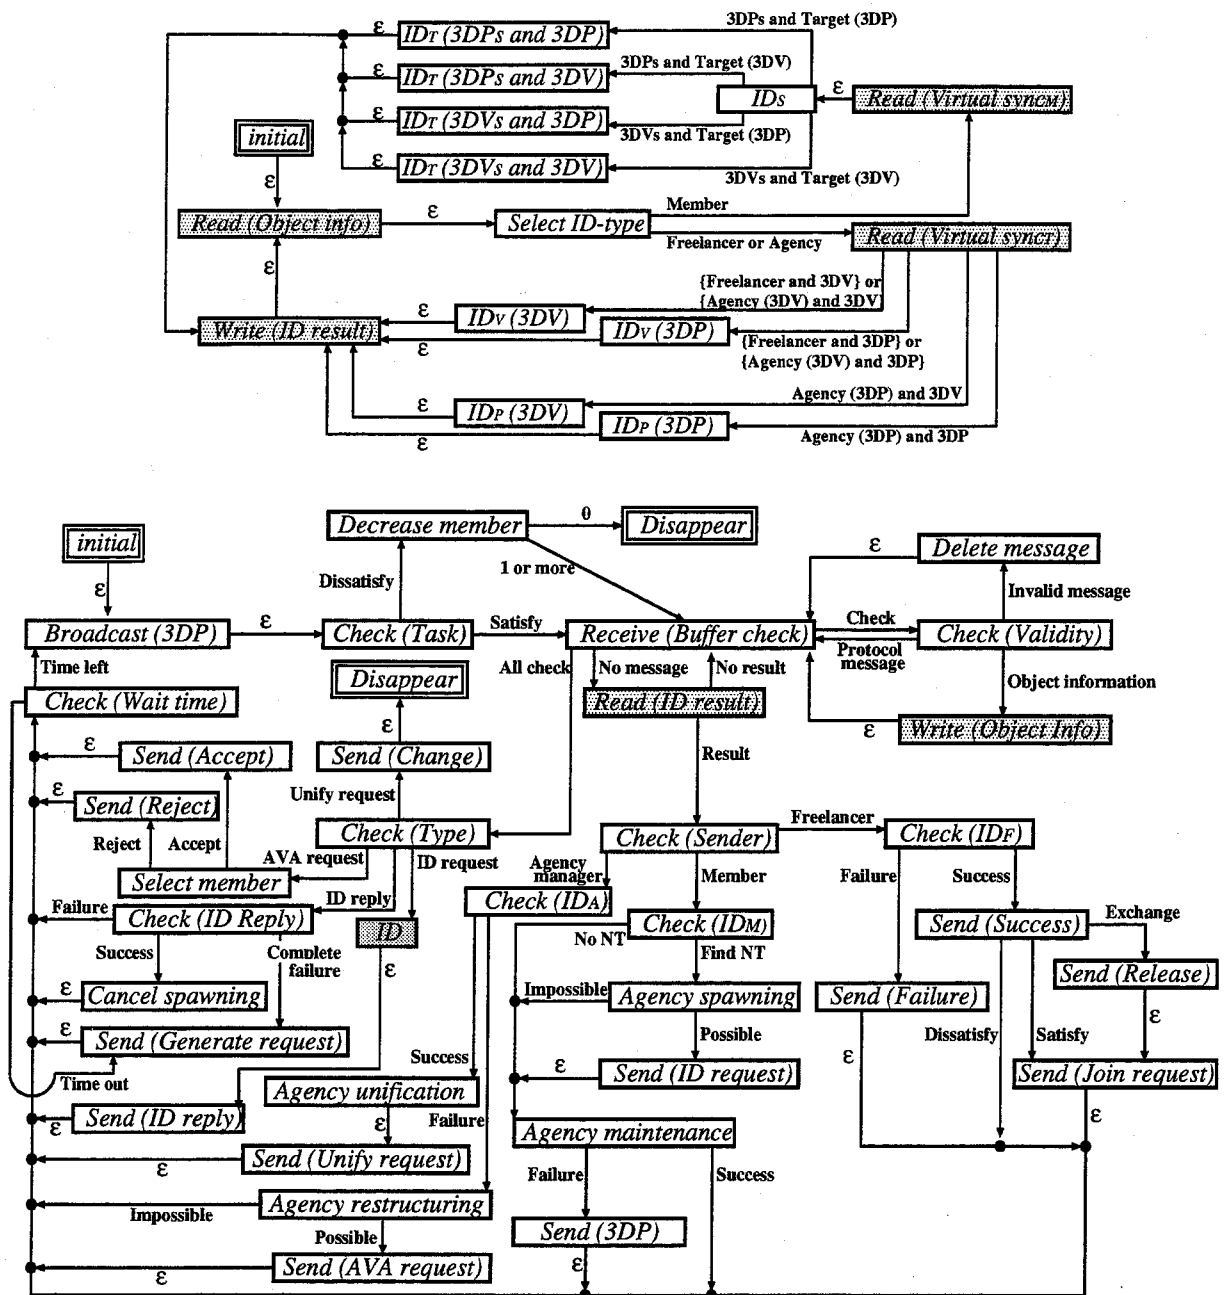 3DPs and Target (3DP)
ε
IDT (3DPs and 3DP)
3DPs and Target (3DV)
ε
IDT (3DPs and 3DV)
IDs
ε
Read (Virtual syncM)
ε
IDT (3DVs and 3DP)
3DVs and Target (3DP)
initial
ε
IDT (3DVs and 3DV)
3DVs and Target (3DV)
ε
Member
Read (Object info)
ε
Select ID-type
Freelancer or Agency
Read (Virtual syncT)
ε
{Freelancer and 3DV} or
{Agency (3DV) and 3DV}
ε
IDV (3DV)
Write (ID result)
IDV (3DP)
ε
{Freelancer and 3DP} or
{Agency (3DV) and 3DP}
Agency (3DP) and 3DV
ε
IDP (3DV)
IDP (3DP)
ε
Agency (3DP) and 3DP
Decrease member
0
Disappear
initial
ε
Delete message
ε
Dissatisfy
1 or more
Invalid message
Broadcast (3DP)
ε
Check (Task)
Satisfy
Receive (Buffer check)
Check
Check (Validity)
Protocol
message
Time left
All check
No message
No result
Disappear
Object information
Check (Wait time)
Read (ID result)
ε
ε
Write (Object Info)
ε
Send (Accept)
Send (Change)
Result
ε
Send (Reject)
Unify request
Freelancer
Reject
Accept
Check (Type)
Check (Sender)
Check (IDF)
AVA request
ID request
Agency
manager
Member
Failure
Success
Select member
ID reply
Check (IDA)
Failure
Check (ID Reply)
ID
No NT
Check (IDM)
Send (Success)
Exchange
Success
Complete
failure
ε
Find NT
Send (Release)
ε
Cancel spawning
Impossible
Agency spawning
Send (Failure)
ε
ε
Send (Generate request)
Success
Possible
Dissatisfy
Satisfy
ε
Time out
ε
Send (ID request)
Send (Join request)
Agency unification
Send (ID reply)
ε
ε
Failure
Agency maintenance
ε
Send (Unify request)
ε
Failure
Success
Agency restructuring
Impossible
Possible
Send (3DP)
Send (AVA request)
ε
ε